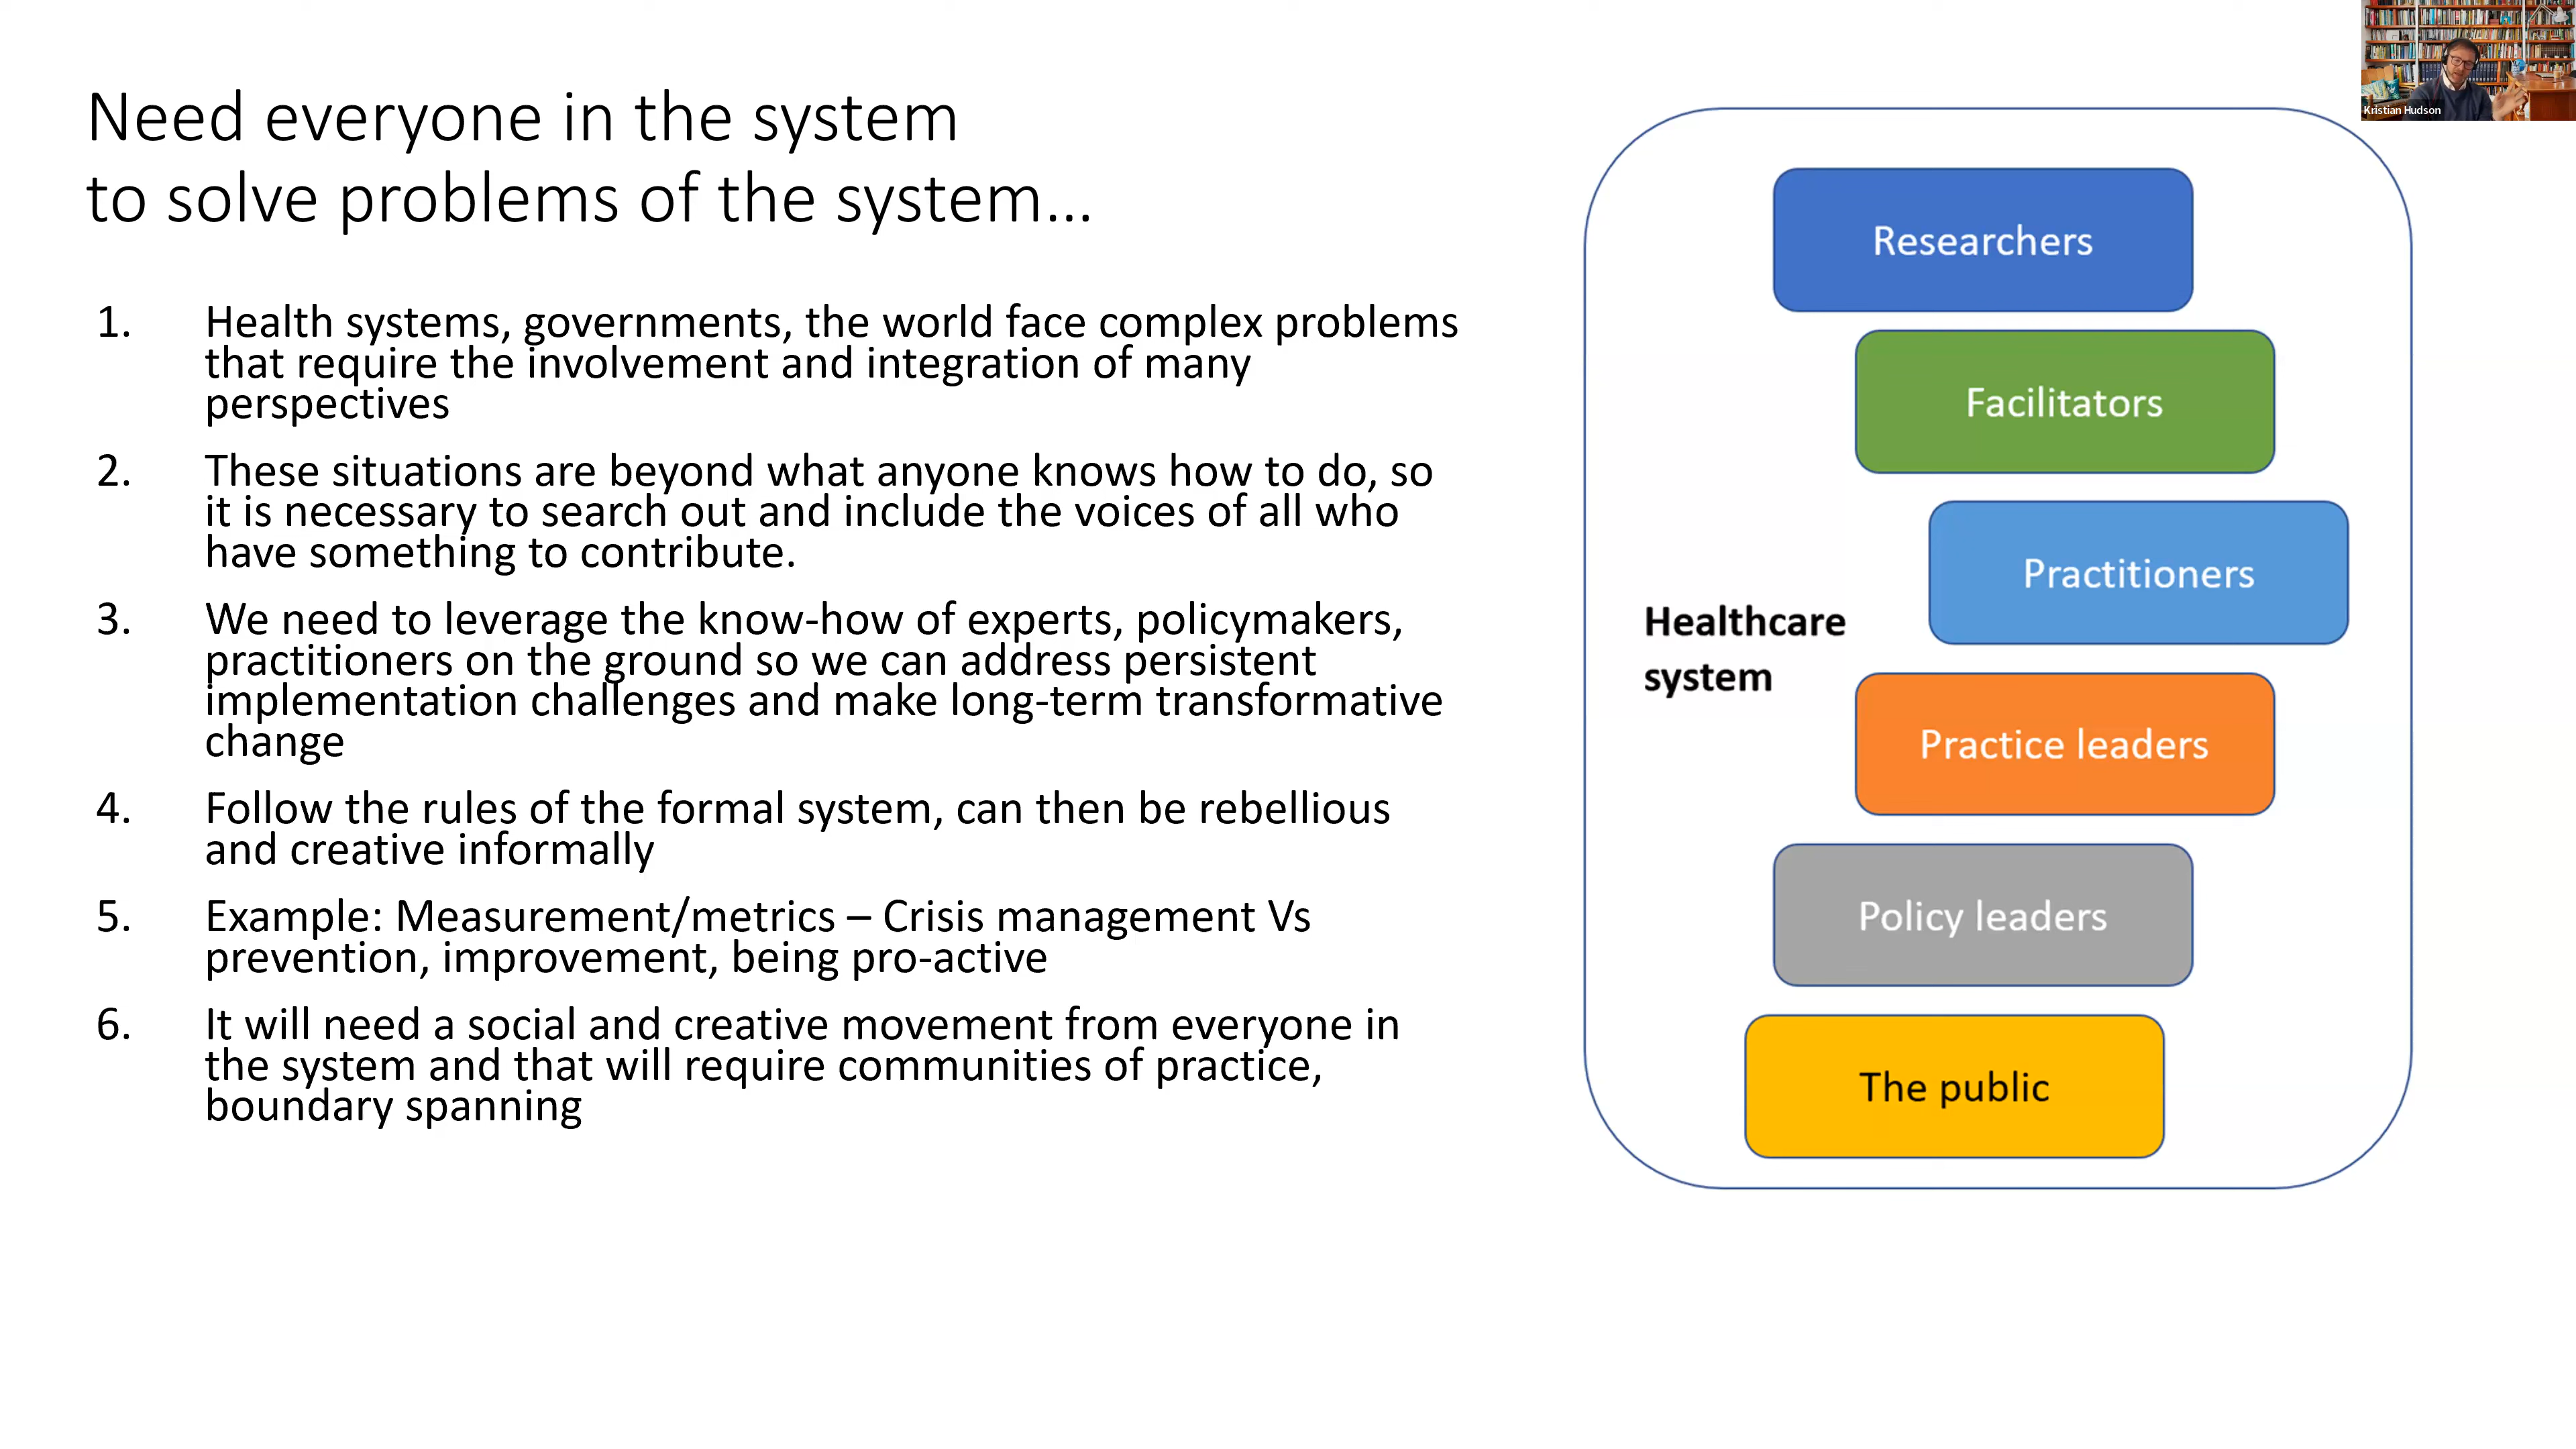 Kristian Hudson
Need everyone in the system
to solve problems of the system...
1. Health systems, governments, the world face complex problems
that require the involvement and integration of many
perspectives
2. These situations are beyond what anyone knows how to do, so
it is necessary to search out and include the voices of all who
have something to contribute.
3. We need to leverage the know-how of experts, policymakers,
practitioners on the ground so we can address persistent
implementation challenges and make long-term transformative
change
4. Follow the rules of the formal system, can then be rebellious
and creative informally
5. Example: Measurement/metrics – Crisis management Vs
prevention, improvement, being pro-active
6. It will need a social and creative movement from everyone in
the system and that will require communities of practice,
boundary spanning
Healthcare
system
Researchers
Facilitators
Practitioners
Practice leaders
Policy leaders
The public